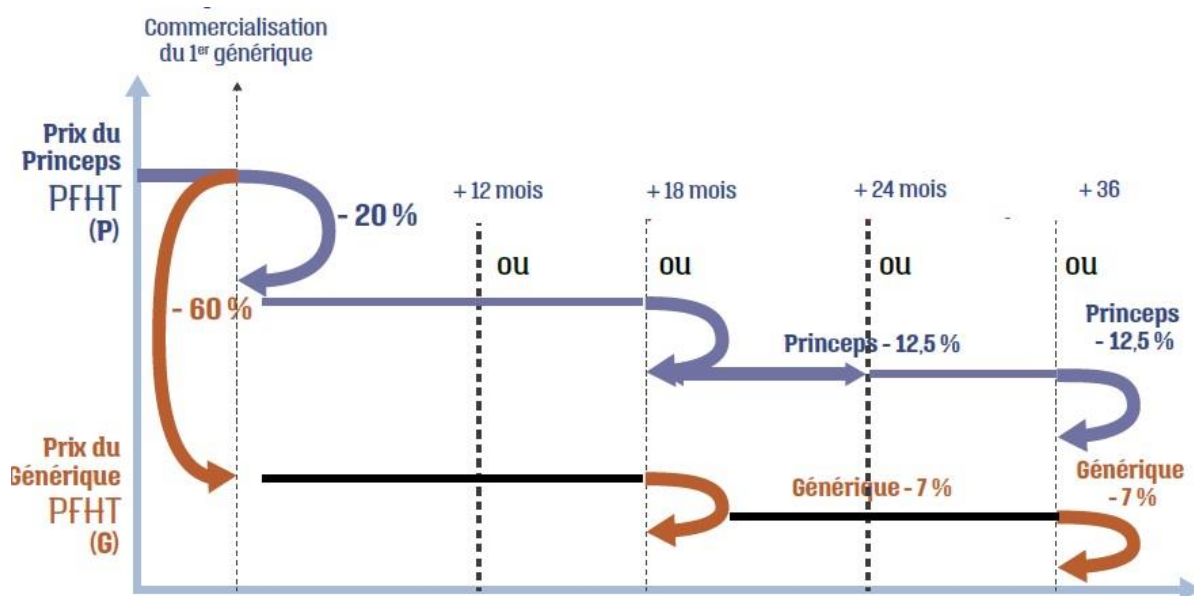 Commercialisation
du 1er générique
Prix du
Princeps
PFHT
(P)
- 20 %
- 60 %
+ 12 mois
+ 18 mois
+ 24 mois
+ 36
ou
ou
ou
ou
Princeps - 12,5 %
Princeps
- 12,5 %
Prix du
Générique
PFHT
(G)
Générique - 7 %
Générique
- 7 %